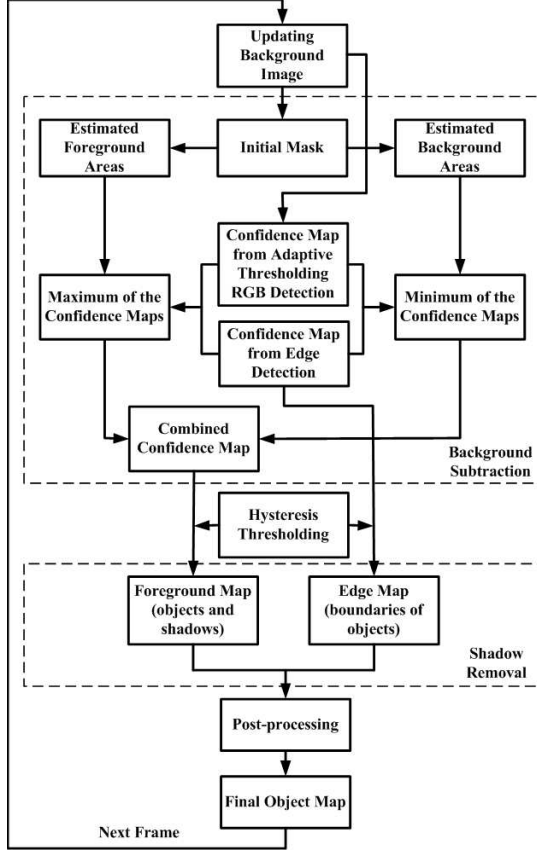 Updating
Background
Image
Estimated
Foreground
Areas
Initial Mask
Estimated
Background
Areas
Confidence Map
from Adaptive
Thresholding
RGB Detection
Maximum of the
Confidence Maps
Minimum of the
Confidence Maps
Confidence Map
from Edge
Detection
Combined
Confidence Map
Background
Subtraction
Hysteresis
Thresholding
Foreground Map
(objects and
shadows)
Edge Map
(boundaries of
objects)
Shadow
Removal
Post-processing
Final Object Map
Next Frame